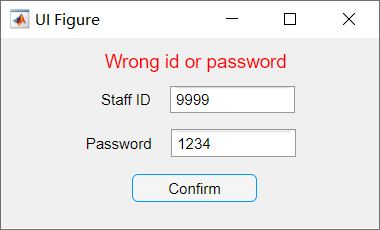 UI Figure
Wrong id or password
Staff ID 9999
Password 1234
Confirm